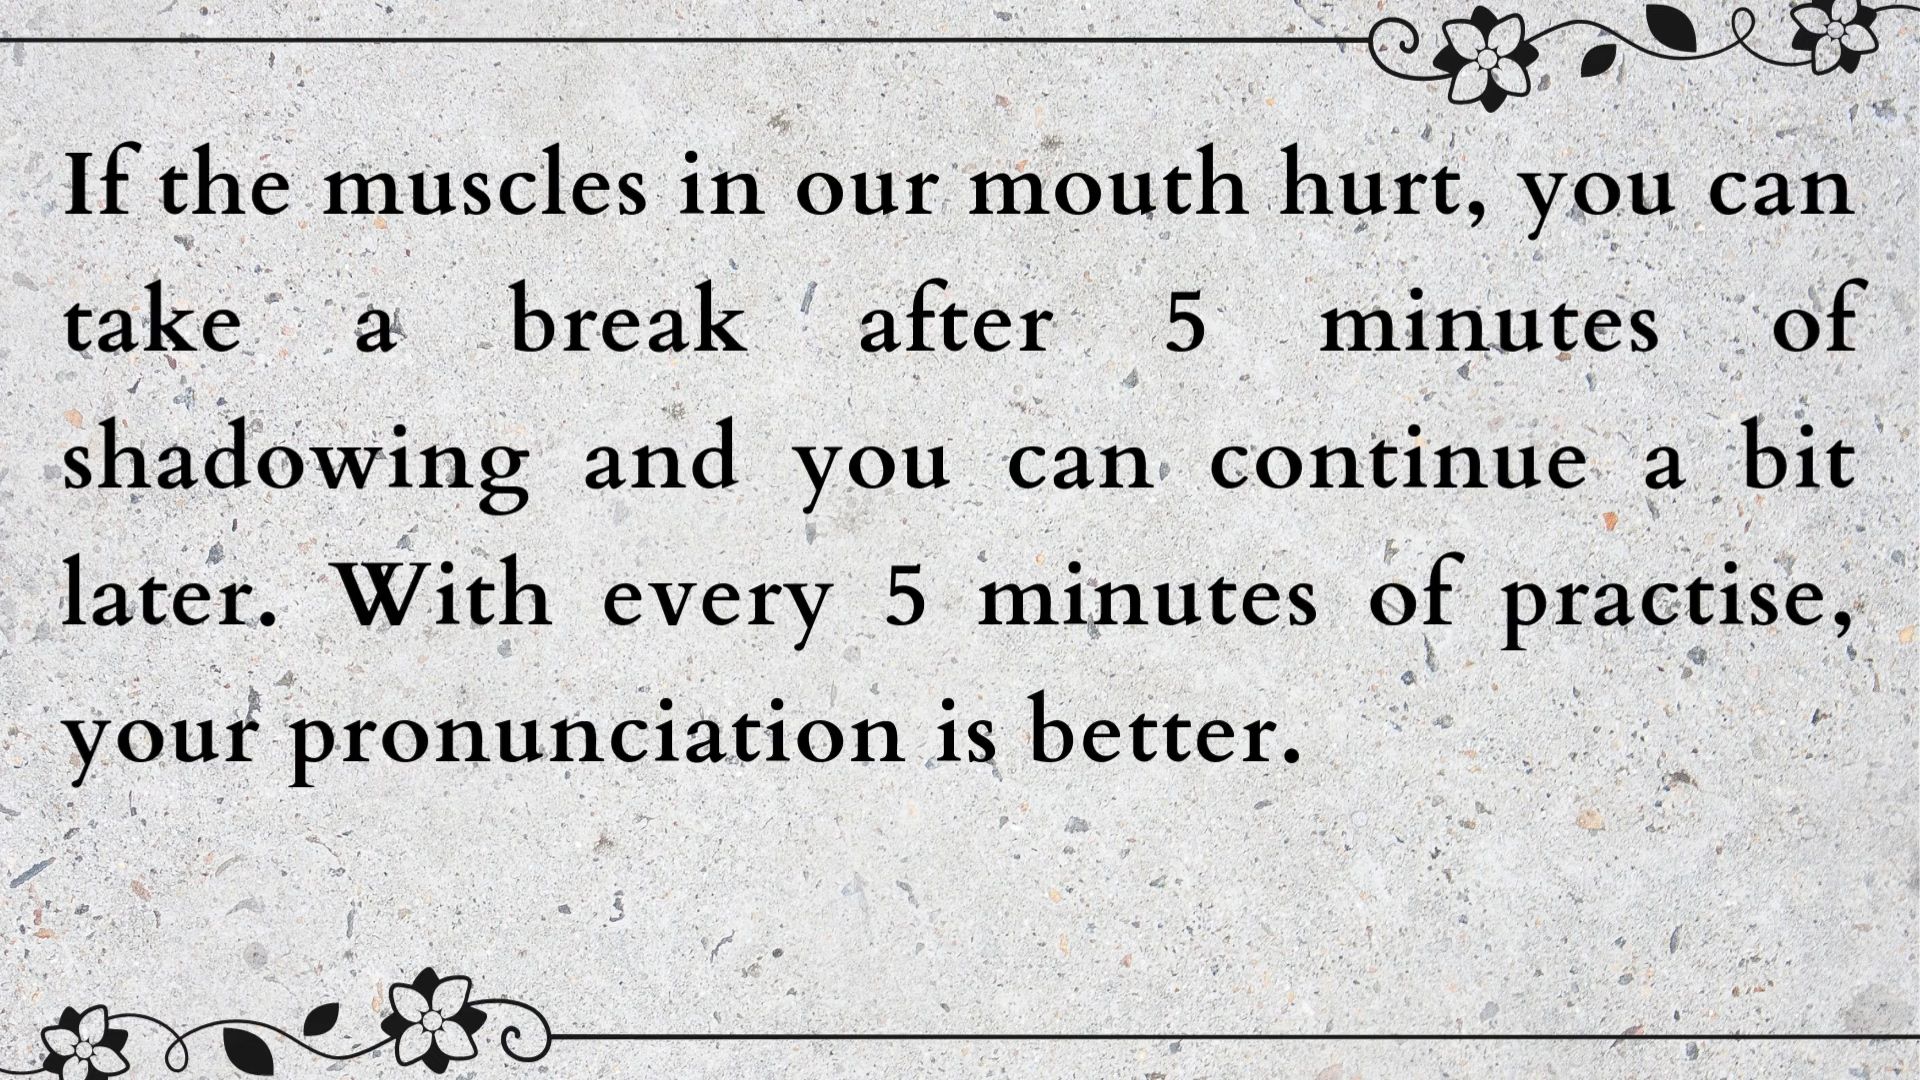 If the muscles in our mouth hurt, you can
take a break after 5 minutes of
shadowing and you can continue a bit
later. With every 5 minutes of practise,
your pronunciation is better.